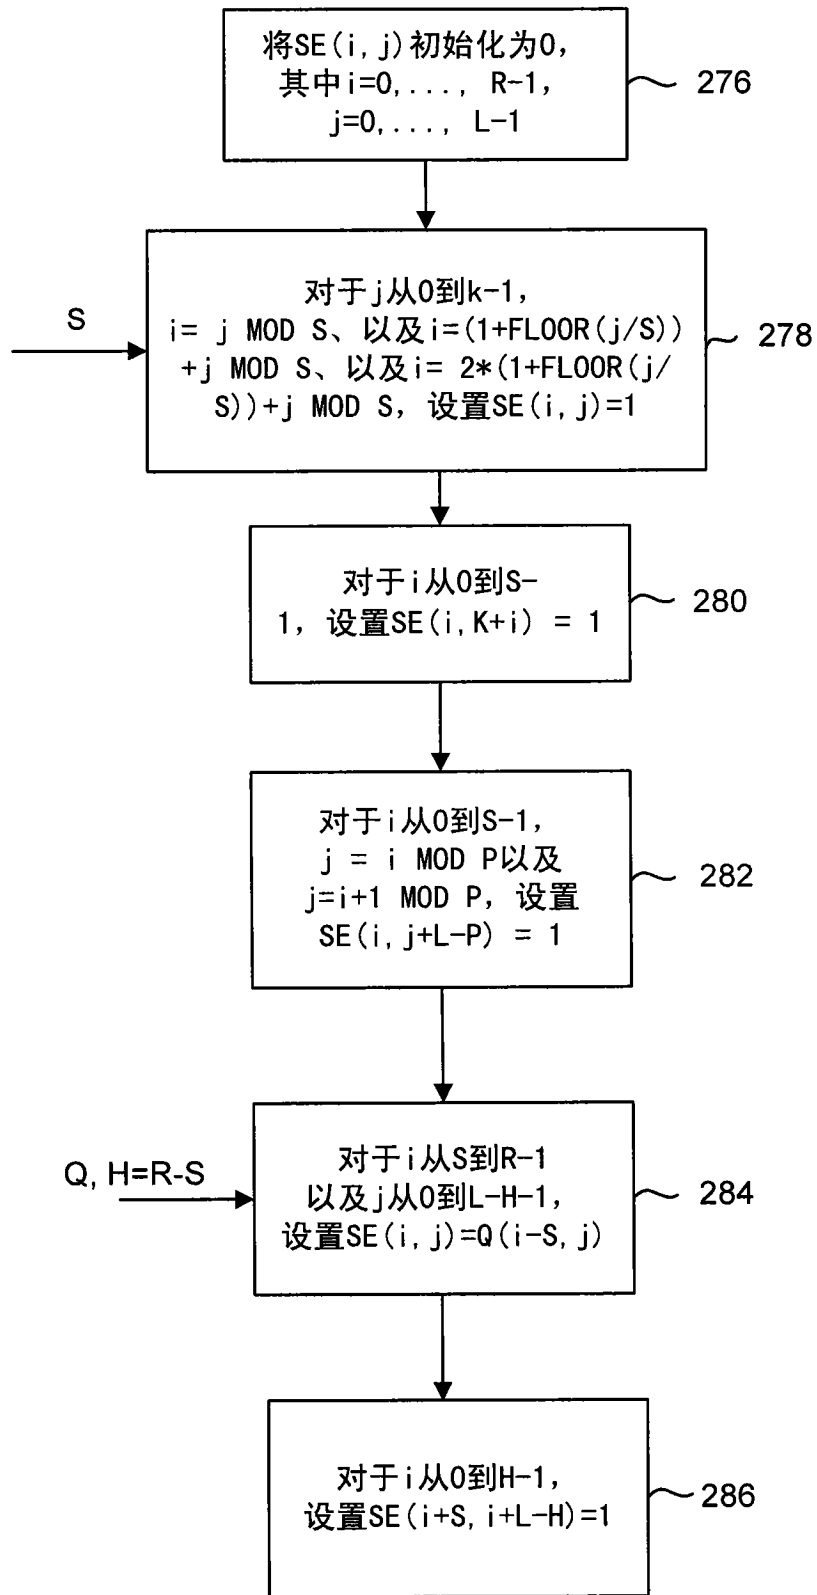 将SE(i,j)初始化为0,
其中i=0,..., R-1,
j=0,..., L-1
276
对于j从0到k-1,
S
i= j MOD S、以及i=(1+FLOOR(j/S))
+j MOD S、以及i= 2*(1+FLOOR(j/
S))+j MOD S, 设置SE(i,j)=1
278
对于i从0到S-
1, 设置SE(i,K+i) = 1
280
对于i从0到S-1,
j = i MOD P以及
j=i+1 MOD P, 设置
SE(i,j+L-P) = 1
282
Q, H=R-S
对于i从S到R-1
以及j从0到L-H-1,
设置SE(i,j)=Q(i-S,j)
284
对于i从0到H-1,
设置SE(i+S,i+L-H)=1
286